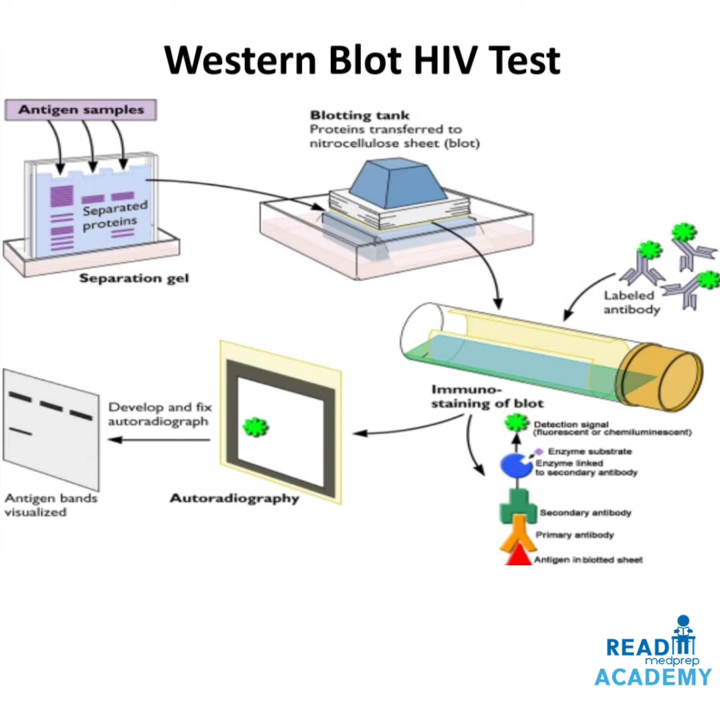 Western Blot HIV Test
Antigen samples
Separated
proteins
Separation gel
Blotting tank
Proteins transferred to
nitrocellulose sheet (blot)
Labeled
antibody
Immuno-
staining of blot
Detection signal
(fluorescent or chemiluminescent)
Enzyme substrate
Enzyme linked
to secondary antibody
Secondary antibody
Primary antibody
Antigen in blotted sheet
Autoradiography
Develop and fix
autoradiograph
Antigen bands
visualized
READ
medprep
ACADEMY